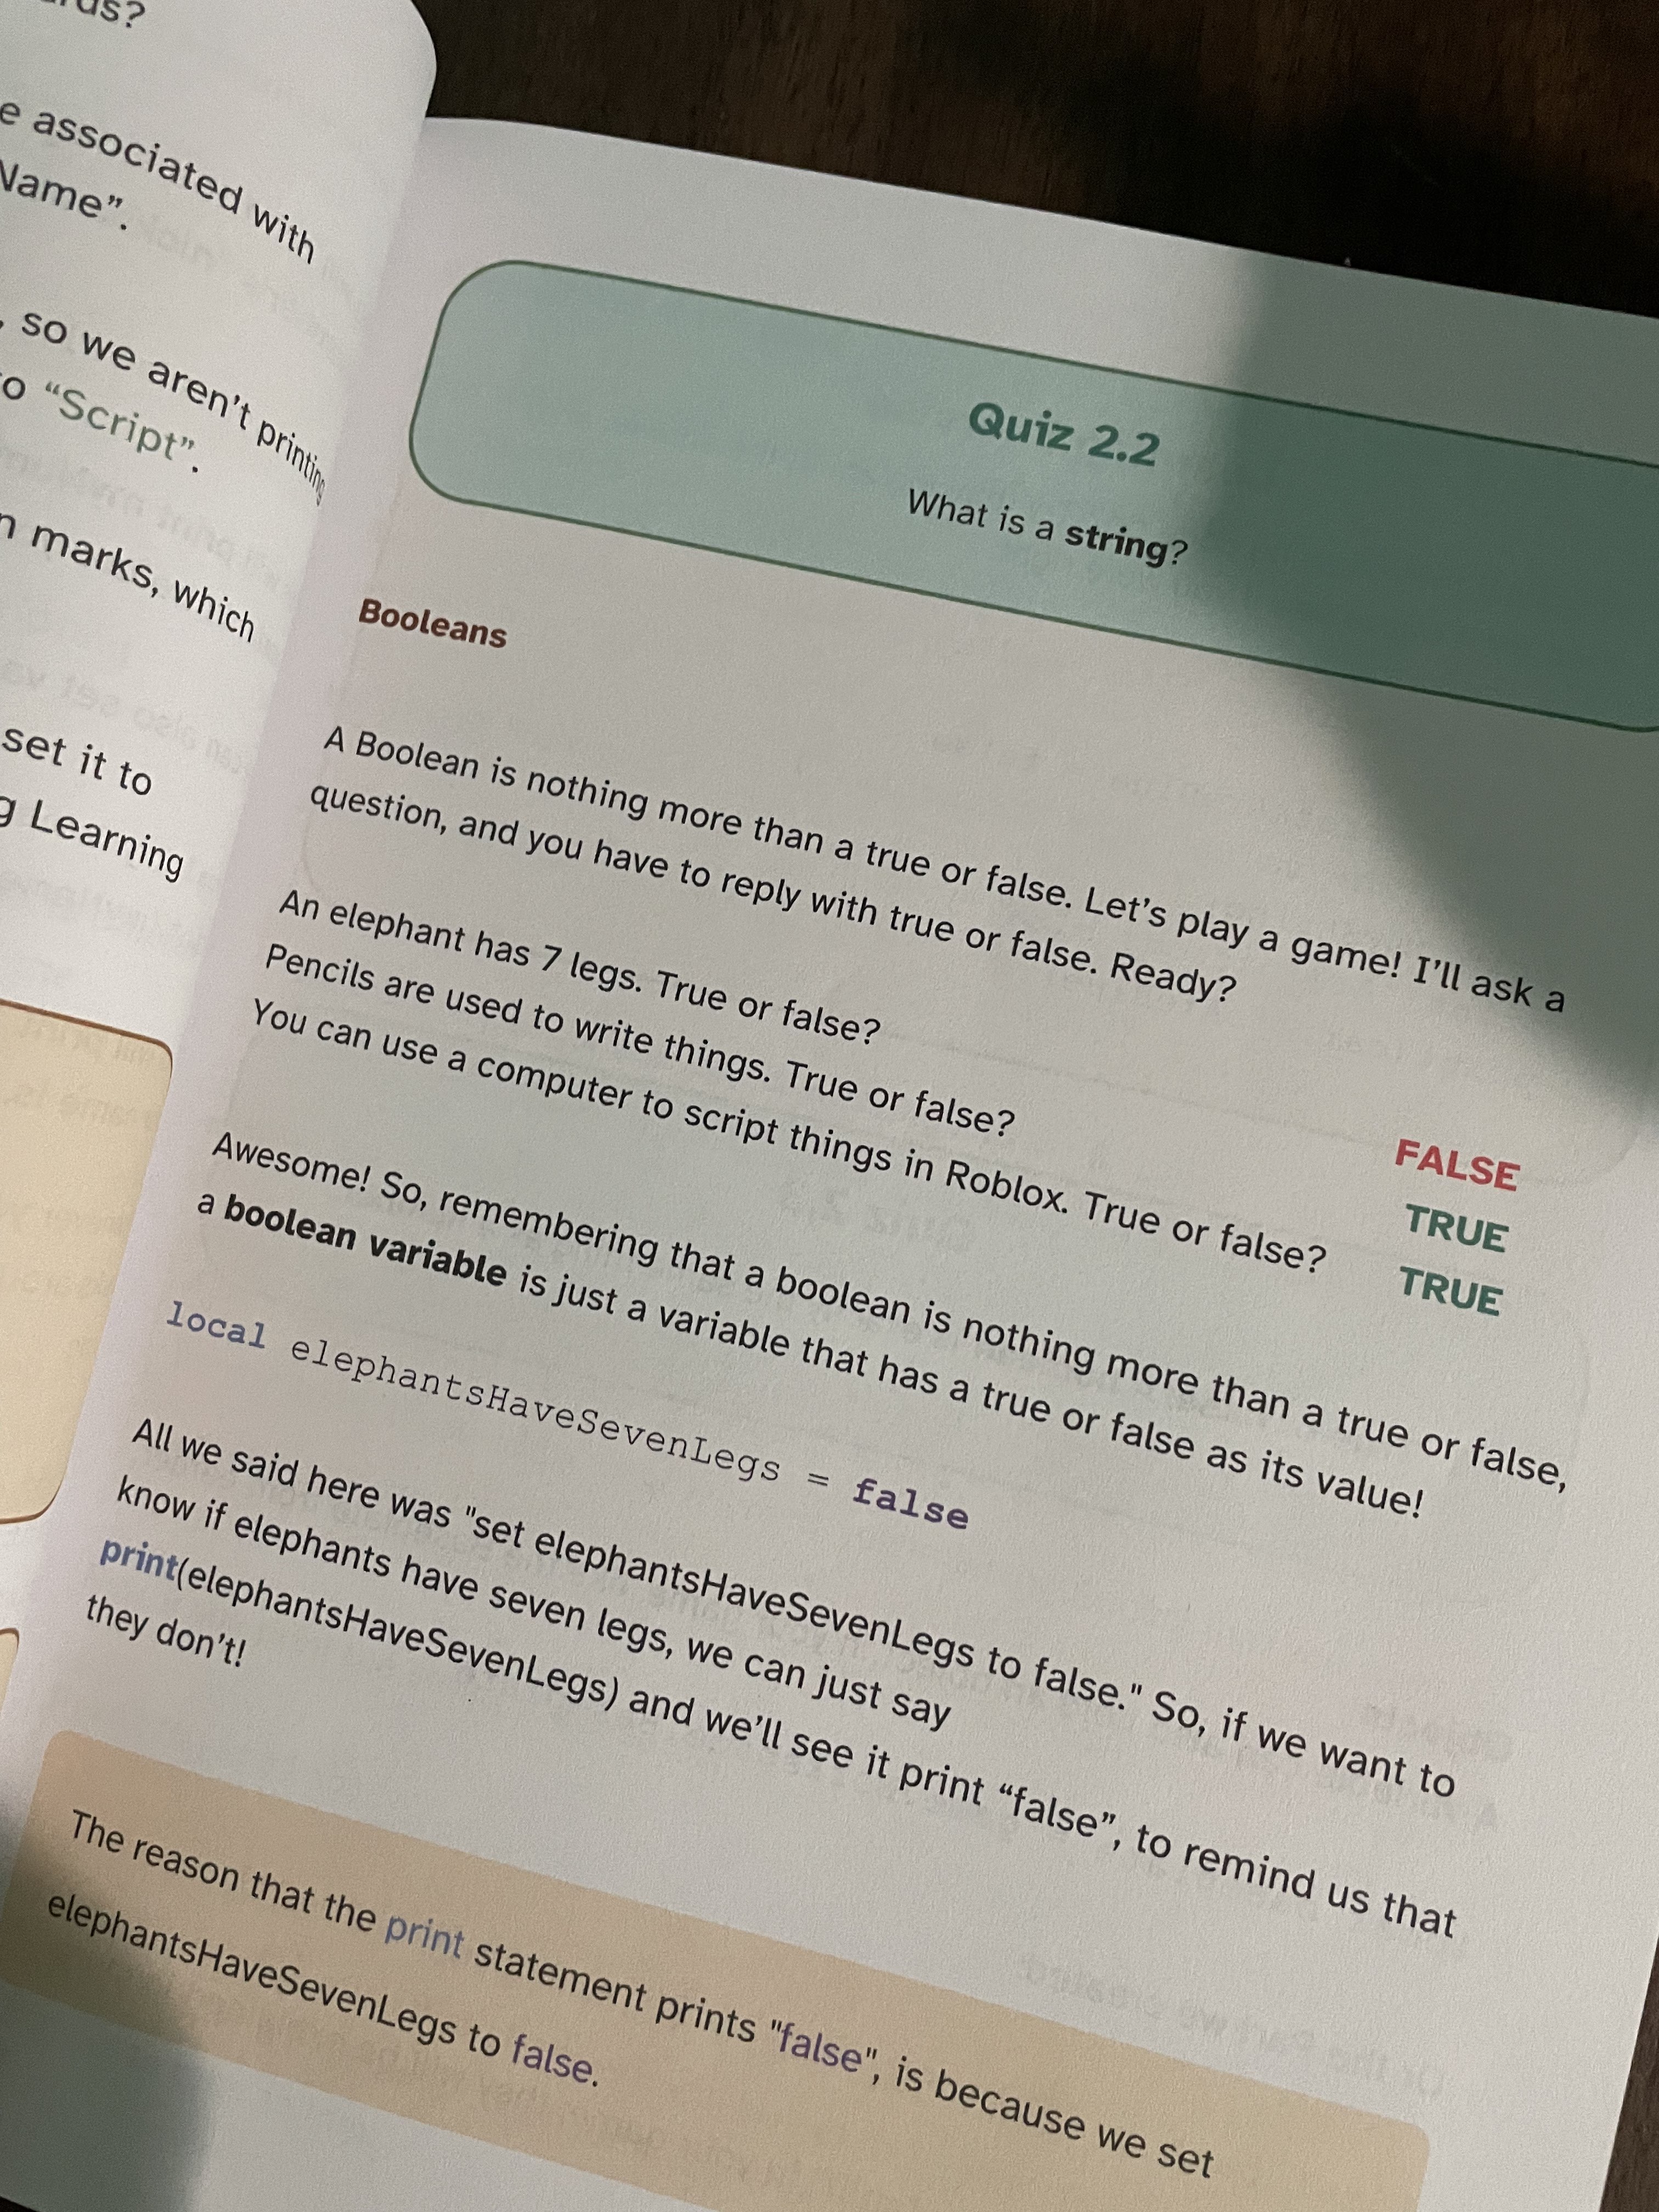 e associated with
Name”.
, so we aren’t printing
to “Script”.
n marks, which
set it to
g Learning
Quiz 2.2
What is a string?
Booleans
A Boolean is nothing more than a true or false. Let’s play a game! I’ll ask a
question, and you have to reply with true or false. Ready?
An elephant has 7 legs. True or false?
FALSE
Pencils are used to write things. True or false?
TRUE
You can use a computer to script things in Roblox. True or false?
TRUE
Awesome! So, remembering that a boolean is nothing more than a true or false,
a boolean variable is just a variable that has a true or false as its value!
local elephantsHaveSevenLegs = false
All we said here was "set elephantsHaveSevenLegs to false." So, if we want to
know if elephants have seven legs, we can just say
print(elephantsHaveSevenLegs) and we’ll see it print “false”, to remind us that
they don’t!
The reason that the print statement prints "false", is because we set
elephantsHaveSevenLegs to false.